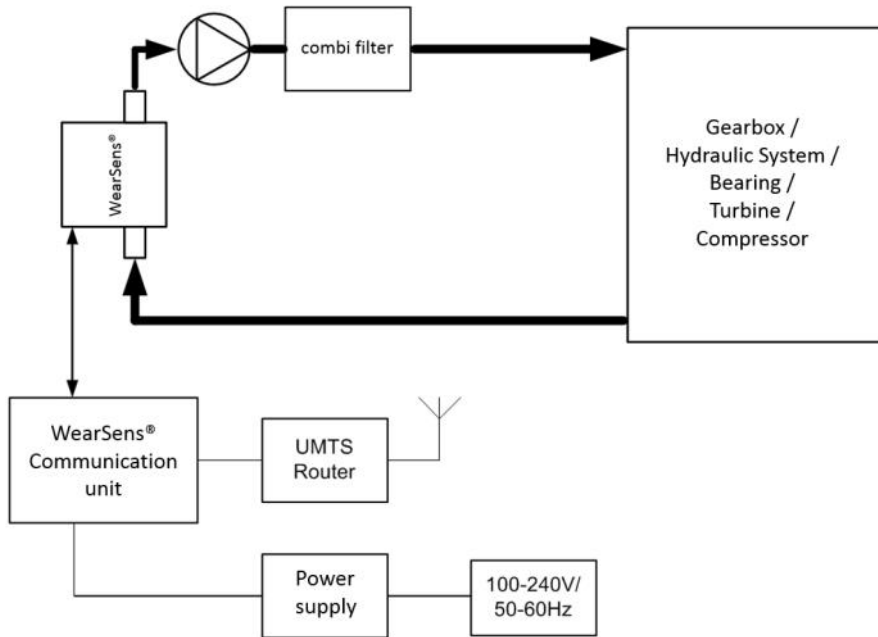 combi filter
WearSens®
Gearbox /
Hydraulic System /
Bearing /
Turbine /
Compressor
WearSens®
Communication
unit
UMTS
Router
Power
supply
100-240V/
50-60Hz